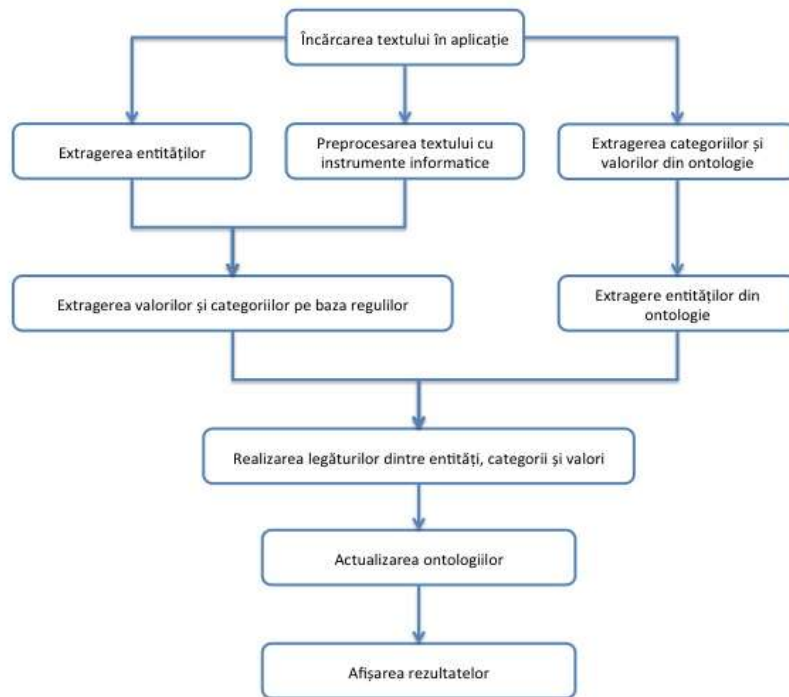 Încărcarea textului în aplicație
Extragerea entităților
Preprocesarea textului cu
instrumente informatice
Extragerea categoriilor și
valorilor din ontologie
Extragerea valorilor și categoriilor pe baza regulilor
Extragere entităților din
ontologie
Realizarea legăturilor dintre entități, categorii și valori
Actualizarea ontologiilor
Afișarea rezultatelor